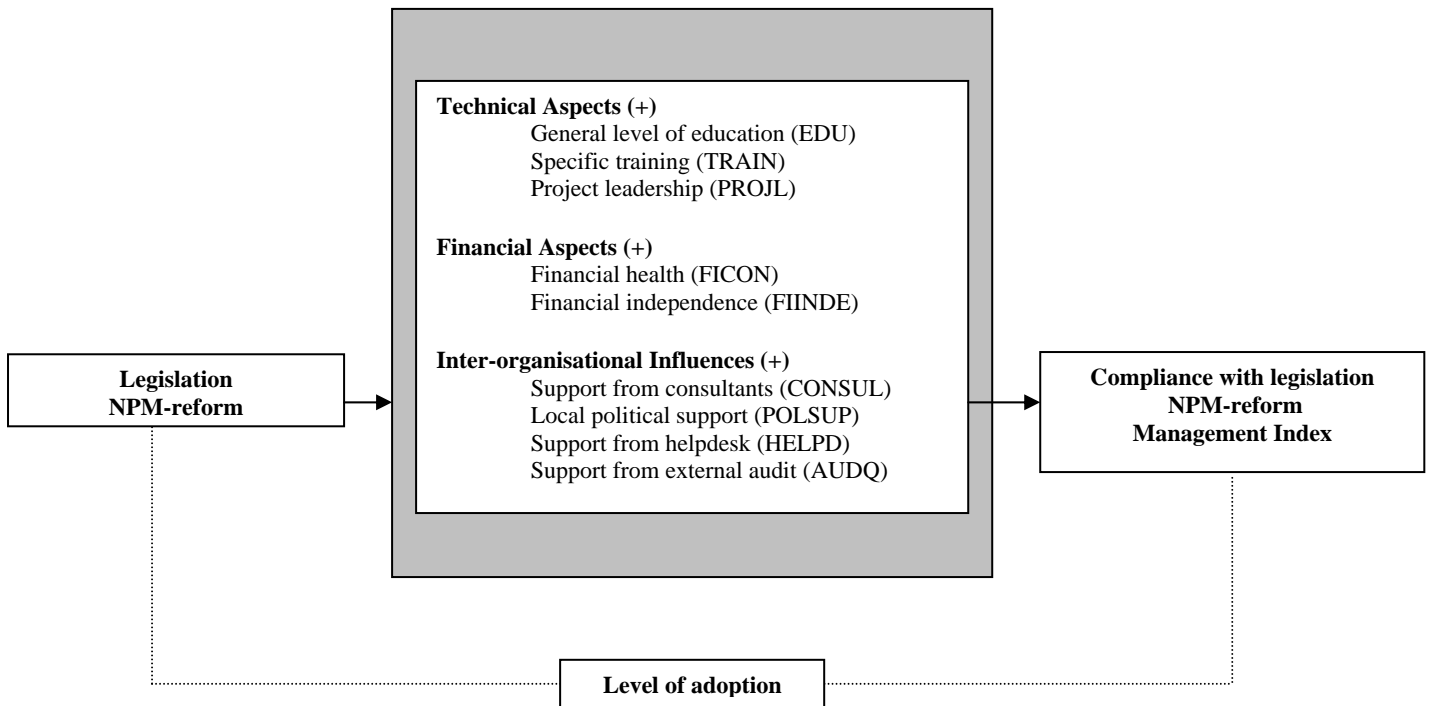 Technical Aspects (+)
General level of education (EDU)
Specific training (TRAIN)
Project leadership (PROJL)
Financial Aspects (+)
Financial health (FICON)
Financial independence (FIINDE)
Inter-organisational Influences (+)
Support from consultants (CONSUL)
Local political support (POLSUP)
Support from helpdesk (HELPD)
Support from external audit (AUDQ)
Legislation
NPM-reform
Compliance with legislation
NPM-reform
Management Index
Level of adoption